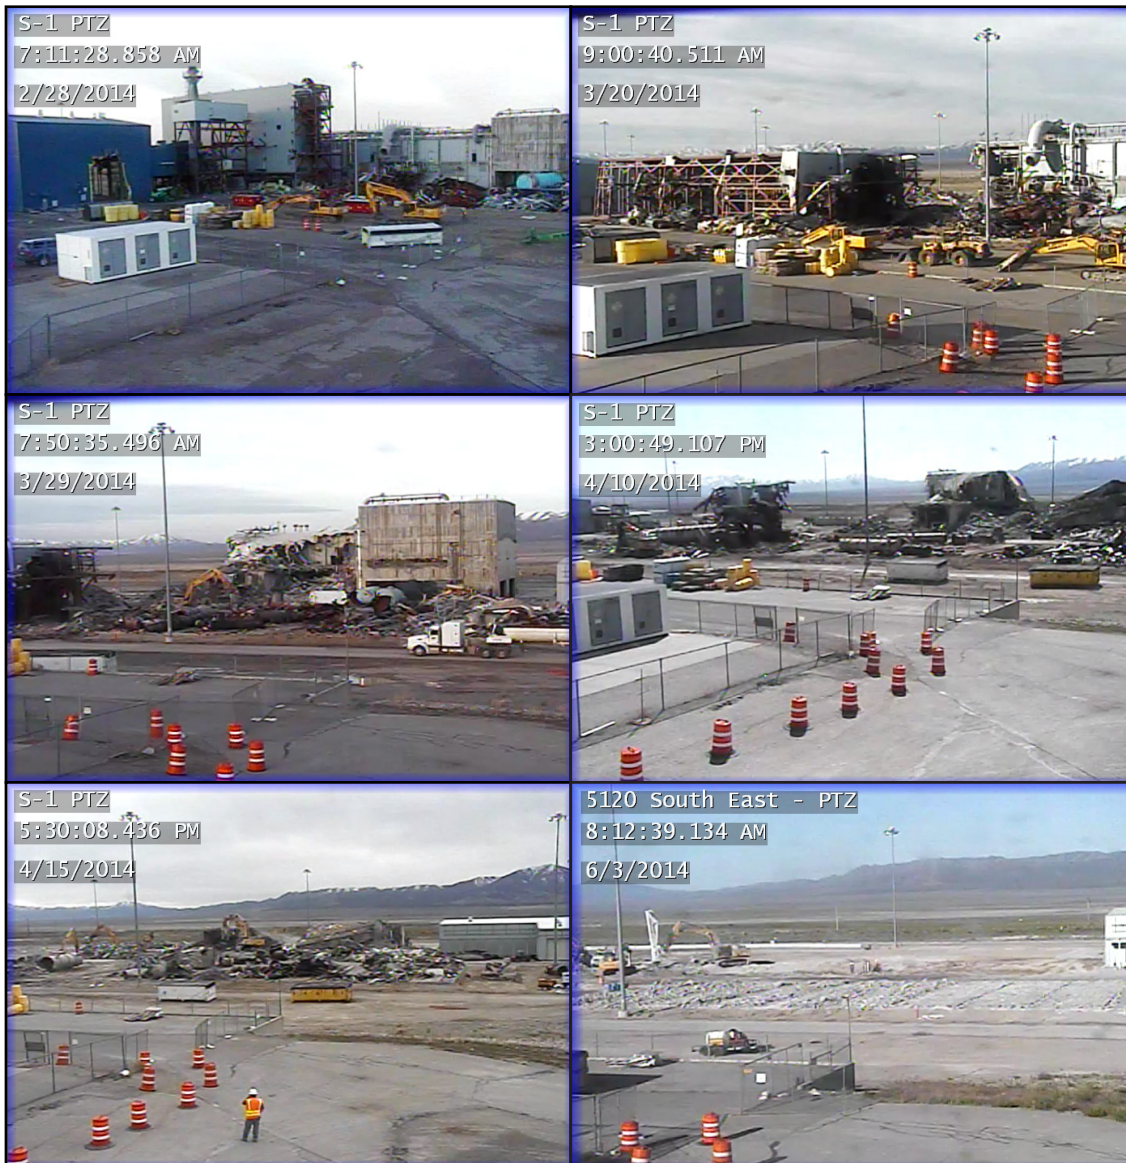 S-1 PTZ
7:11:28.858 AM
2/28/2014
S-1 PTZ
9:00:40.511 AM
3/20/2014
S-1 PTZ
7:50:35.496 AM
3/29/2014
S-1 PTZ
3:00:49.107 PM
4/10/2014
S-1 PTZ
5:30:08.436 PM
4/15/2014
5120 South East - PTZ
8:12:39.134 AM
6/3/2014